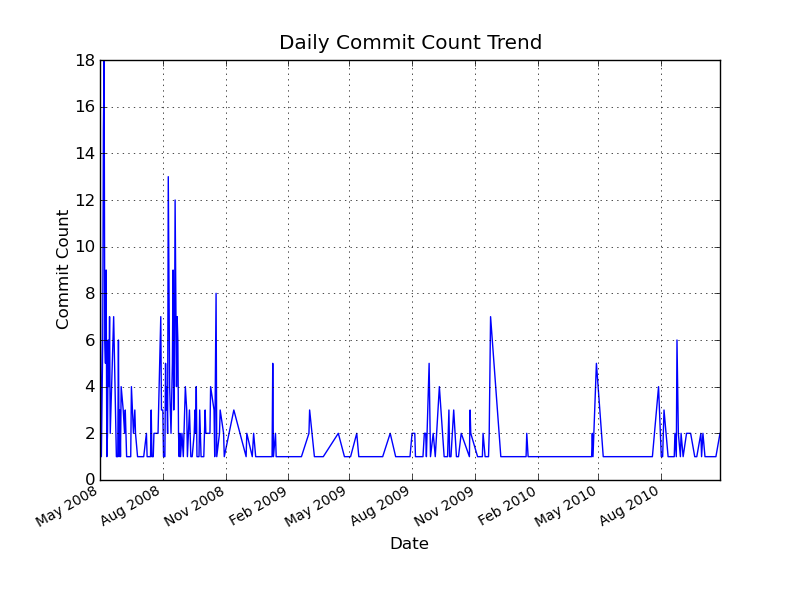 Daily Commit Count Trend
Commit Count
18
16
14
12
10
8
6
4
2
0
May 2008
Aug 2008
Nov 2008
Feb 2009
May 2009
Aug 2009
Nov 2009
Feb 2010
May 2010
Aug 2010
Date